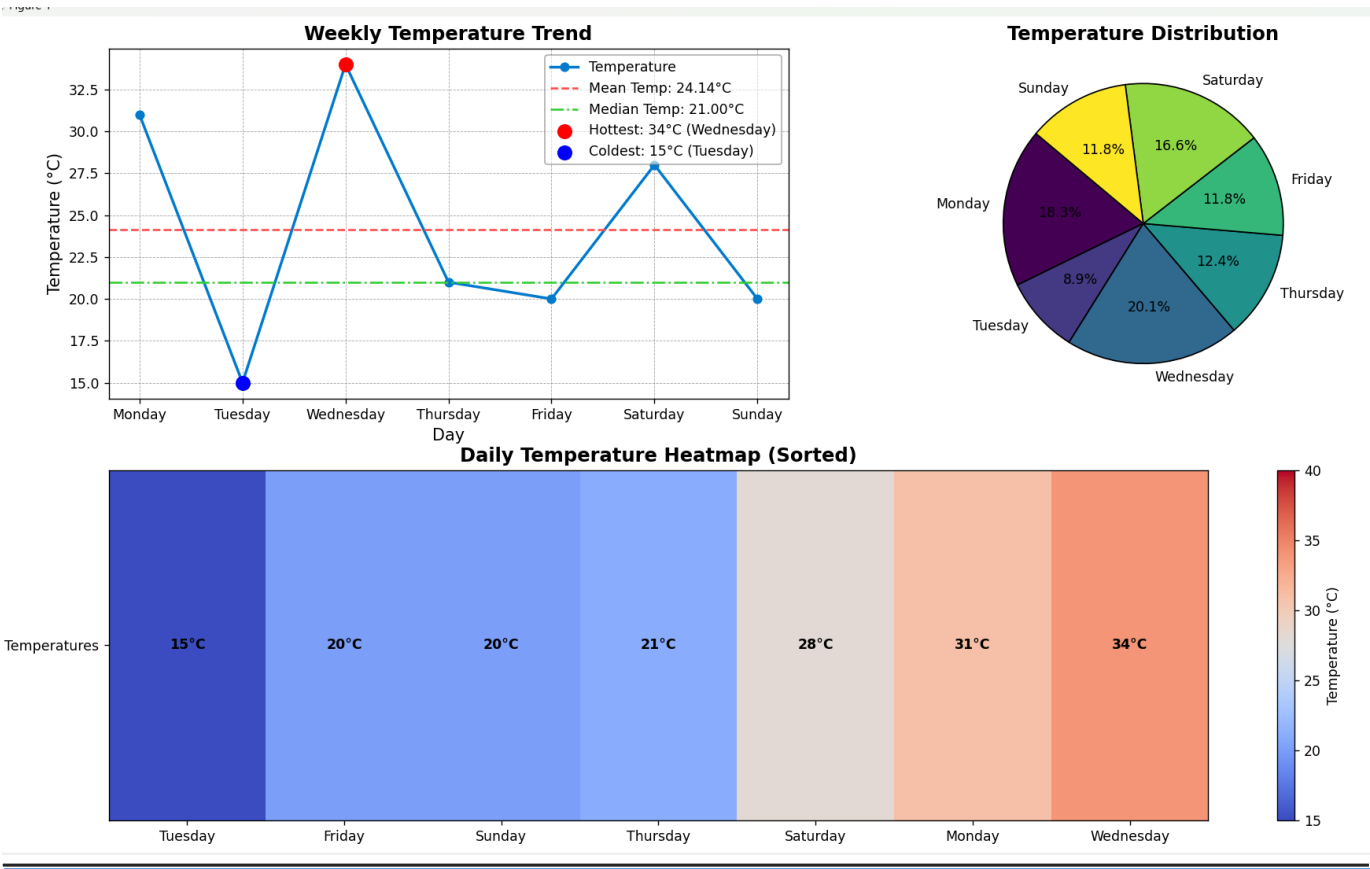 Weekly Temperature Trend
Temperature (°C)
32.5
30.0
27.5
25.0
22.5
20.0
17.5
15.0
Temperature
Mean Temp: 24.14°C
Median Temp: 21.00°C
Hottest: 34°C (Wednesday)
Coldest: 15°C (Tuesday)
Monday Tuesday Wednesday Thursday Friday Saturday Sunday
Day
Temperature Distribution
Sunday
Saturday
Friday
Monday
Thursday
Tuesday
Wednesday
11.8%
16.6%
11.8%
18.3%
12.4%
8.9%
20.1%
Daily Temperature Heatmap (Sorted)
Temperatures
15°C 20°C 20°C 21°C 28°C 31°C 34°C
Tuesday Friday Sunday Thursday Saturday Monday Wednesday
40
35
30
25
20
15
Temperature (°C)